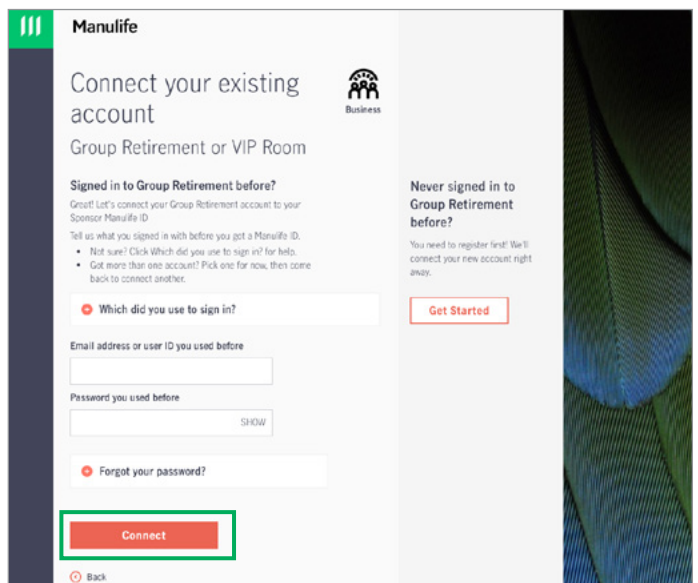 Manulife
Connect your existing
account
Business
Group Retirement or VIP Room
Signed in to Group Retirement before?
Great! Let's connect your Group Retirement account to your
Sponsor Manulife ID
Tell us what you signed in with before you got a Manulife ID.
• Not sure? Click Which did you use to sign in? for help.
• Got more than one account? Pick one for now, then come
back to connect another.
Which did you use to sign in?
Email address or user ID you used before
Password you used before
SHOW
Forgot your password?
Connect
Back
Never signed in to
Group Retirement
before?
You need to register first! We'll
connect your new account right
away.
Get Started